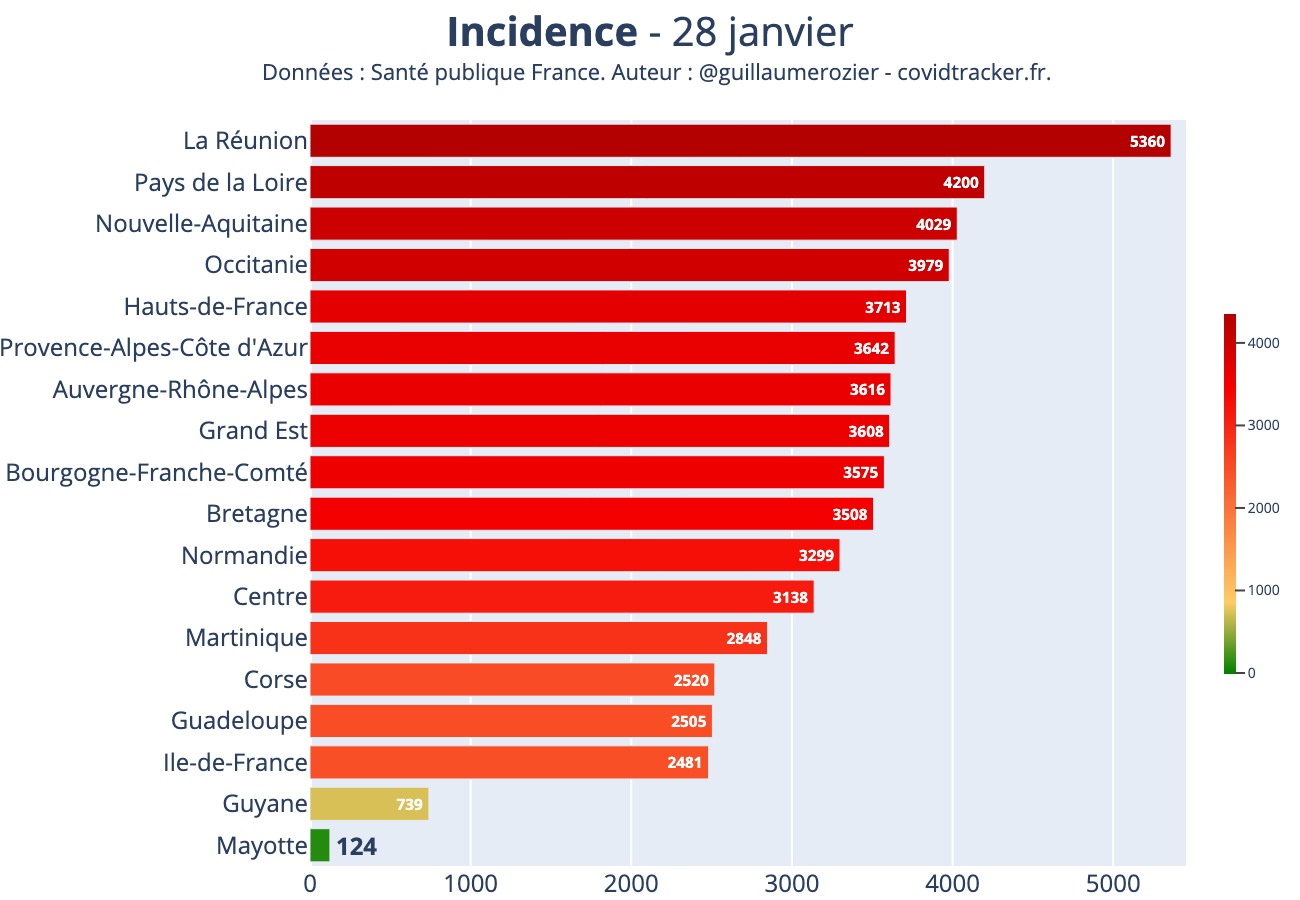 Incidence - 28 janvier
Données : Santé publique France. Auteur : @guillaumerozier - covidtracker.fr.
La Réunion 5360
Pays de la Loire 4200
Nouvelle-Aquitaine 4029
Occitanie 3979
Hauts-de-France 3713
Provence-Alpes-Côte d'Azur 3642
Auvergne-Rhône-Alpes 3616
Grand Est 3608
Bourgogne-Franche-Comté 3575
Bretagne 3508
Normandie 3299
Centre 3138
Martinique 2848
Corse 2520
Guadeloupe 2505
Ile-de-France 2481
Guyane 739
Mayotte 124
0 1000 2000 3000 4000 5000
4000
3000
2000
1000
0